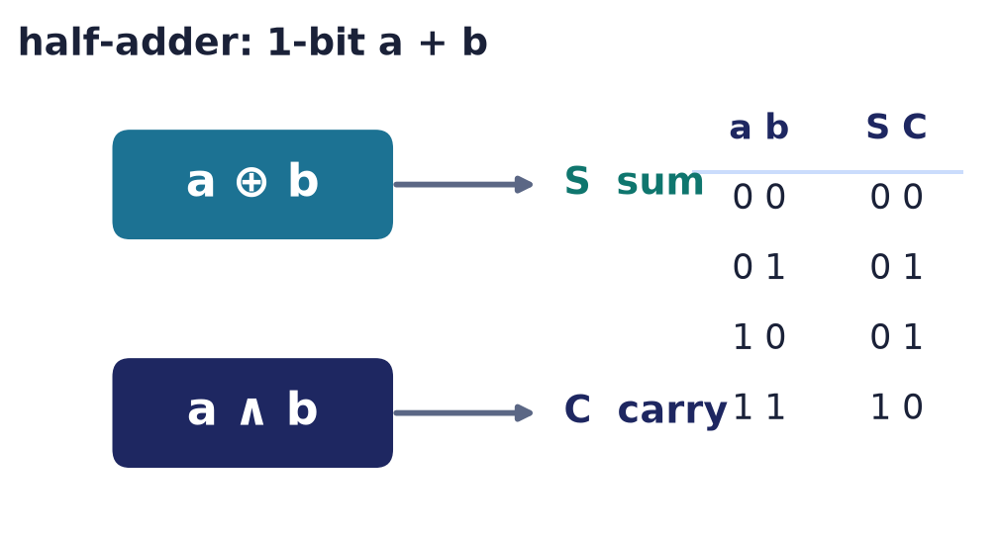 half-adder: 1-bit a + b
a ⊕ b
S sum
a ∧ b
C carry
a b S C
0 0 0 0
0 1 0 1
1 0 0 1
1 1 1 0